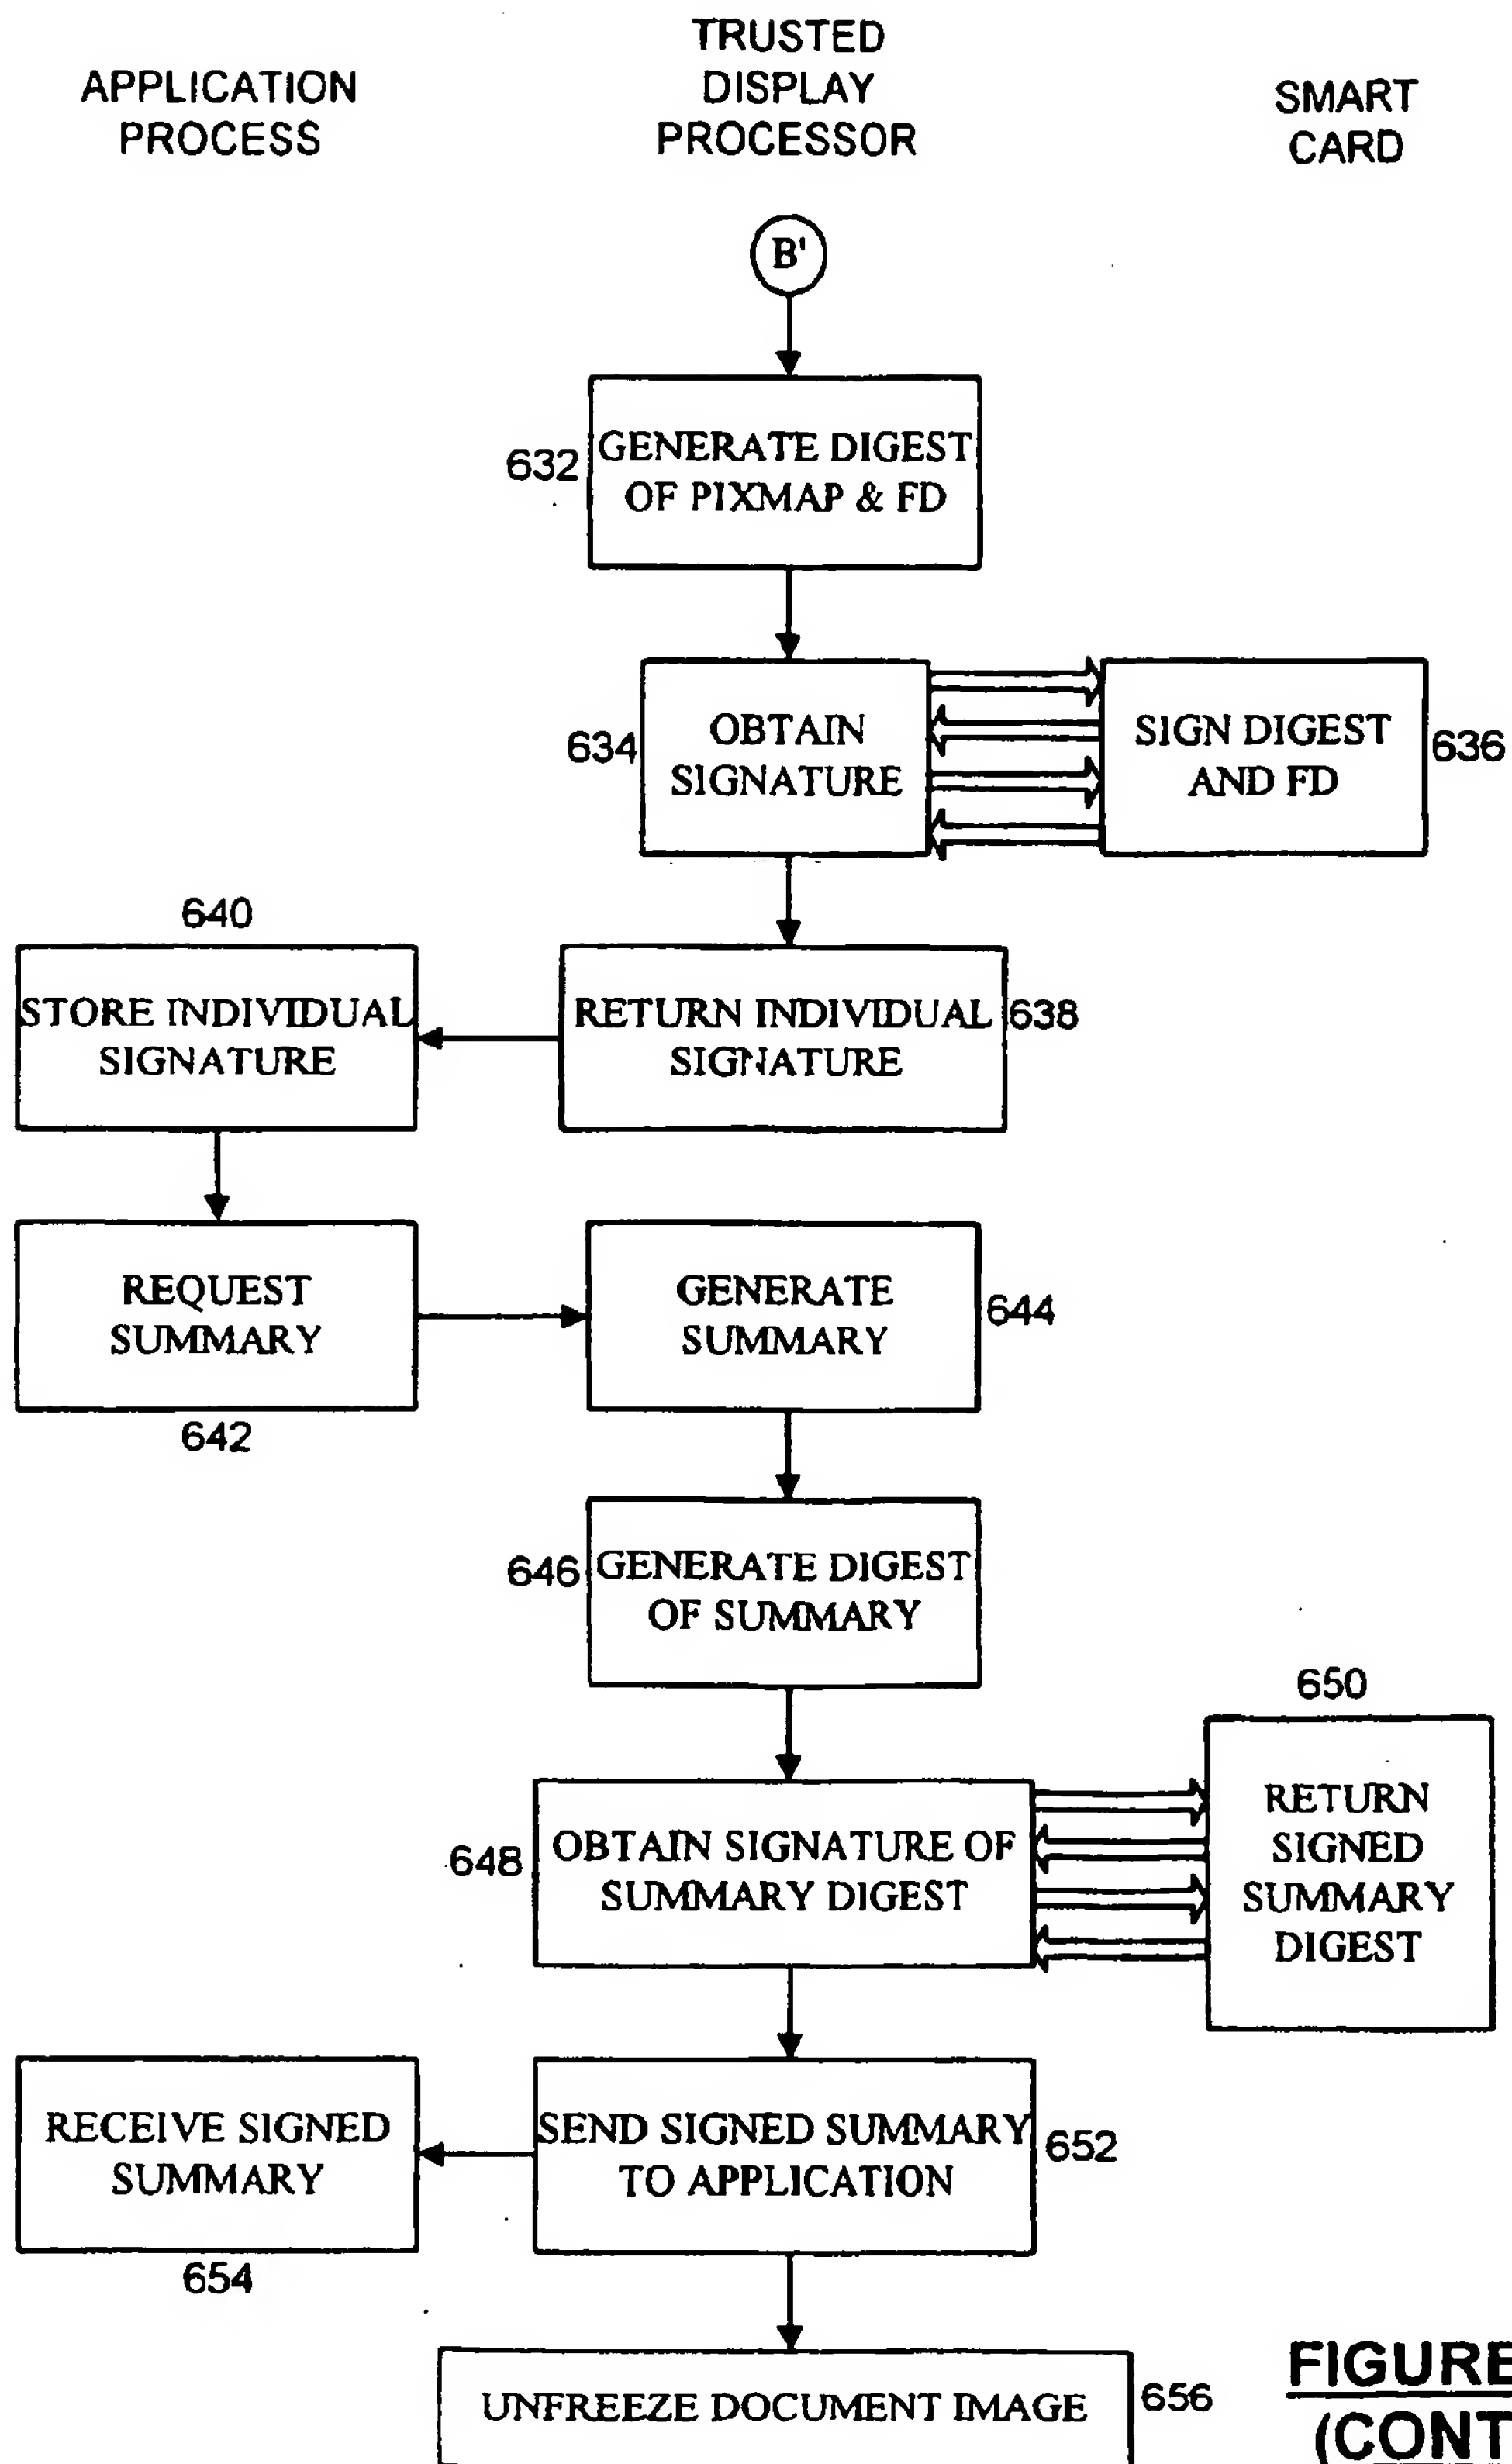 APPLICATION
PROCESS
TRUSTED
DISPLAY
PROCESSOR
SMART
CARD
B'
632
GENERATE DIGEST
OF PIXMAP & FD
634
OBTAIN
SIGNATURE
SIGN DIGEST
AND FD
636
640
STORE INDIVIDUAL
SIGNATURE
RETURN INDIVIDUAL
SIGNATURE
638
REQUEST
SUMMARY
642
GENERATE
SUMMARY
644
646
GENERATE DIGEST
OF SUMMARY
648
OBTAIN SIGNATURE OF
SUMMARY DIGEST
650
RETURN
SIGNED
SUMMARY
DIGEST
RECEIVE SIGNED
SUMMARY
654
SEND SIGNED SUMMARY
TO APPLICATION
652
UNFREEZE DOCUMENT IMAGE
656
FIGURE
(CONT